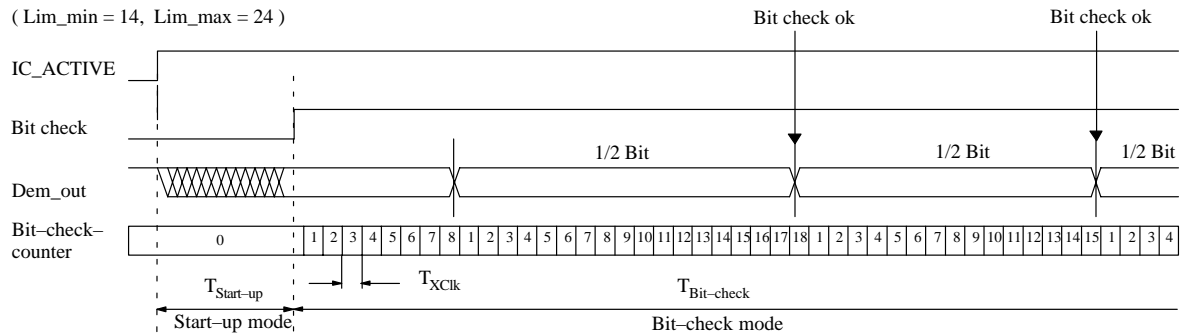 ( Lim_min = 14, Lim_max = 24 )
Bit check ok
Bit check ok
IC_ACTIVE
Bit check
1/2 Bit
1/2 Bit
1/2 Bit
Dem_out
Bit–check–
counter
0 1 2 3 4 5 6 7 8 1 2 3 4 5 6 7 8 9 10 11 12 13 14 15 16 17 18 1 2 3 4 5 6 7 8 9 10 11 12 13 14 15 1 2 3 4
TStart–up
TXClk
TBit–check
Start–up mode
Bit–check mode